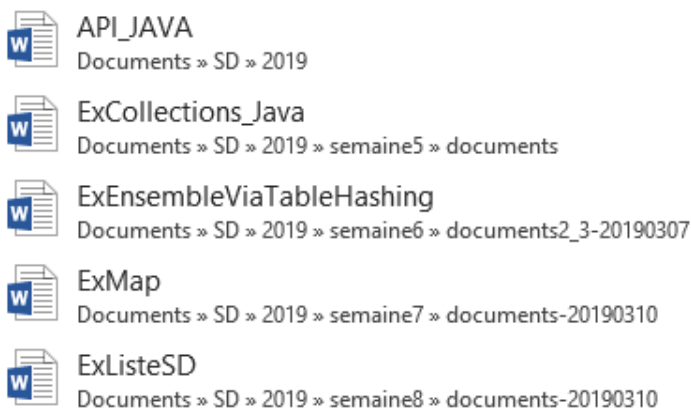 API_JAVA
Documents » SD » 2019
ExCollections_Java
Documents » SD » 2019 » semaine5 » documents
ExEnsembleViaTableHashing
Documents » SD » 2019 » semaine6 » documents2_3-20190307
ExMap
Documents » SD » 2019 » semaine7 » documents-20190310
ExListeSD
Documents » SD » 2019 » semaine8 » documents-20190310